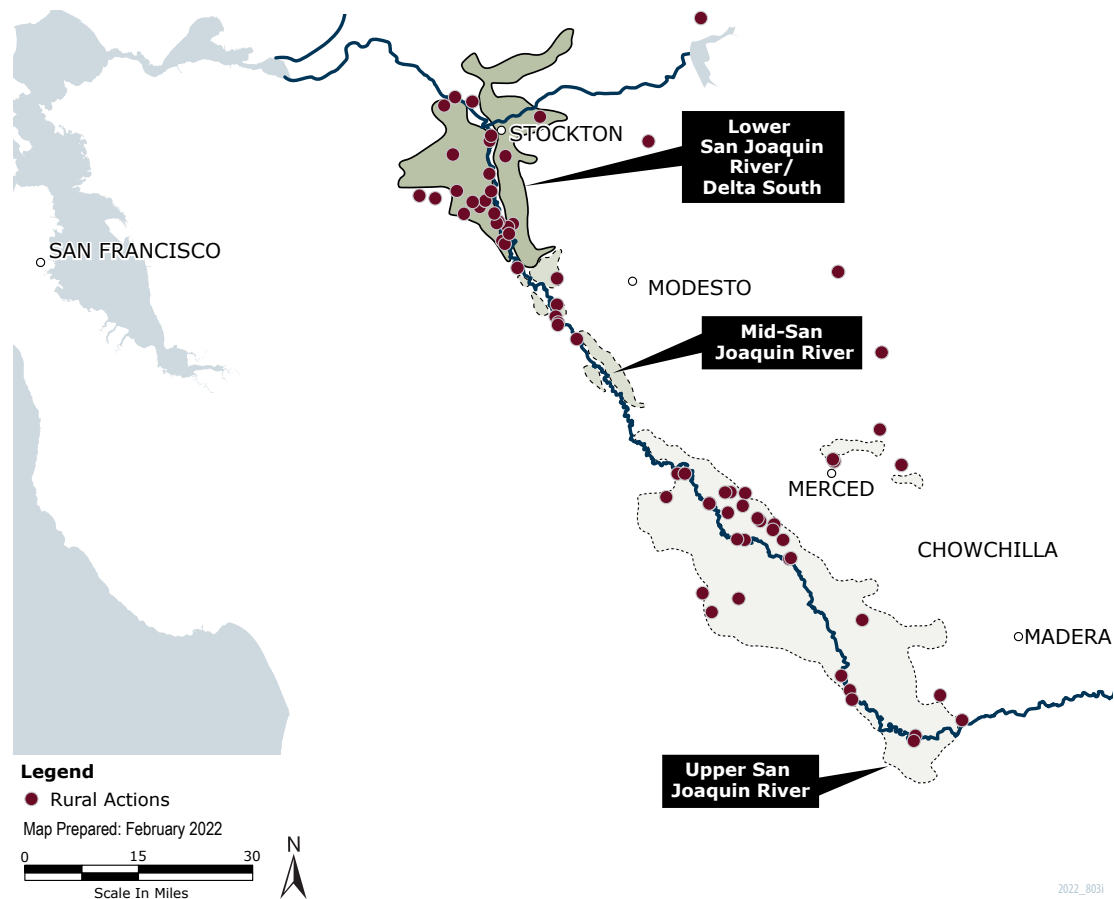 STOCKTON
Lower
San Joaquin
River/
Delta South
SAN FRANCISCO
MODESTO
Mid-San
Joaquin River
MERCED
CHOWCHILLA
MADERA
Upper San
Joaquin River
Legend
Rural Actions
Map Prepared: February 2022
0 15 30
Scale In Miles
N
2022_803i